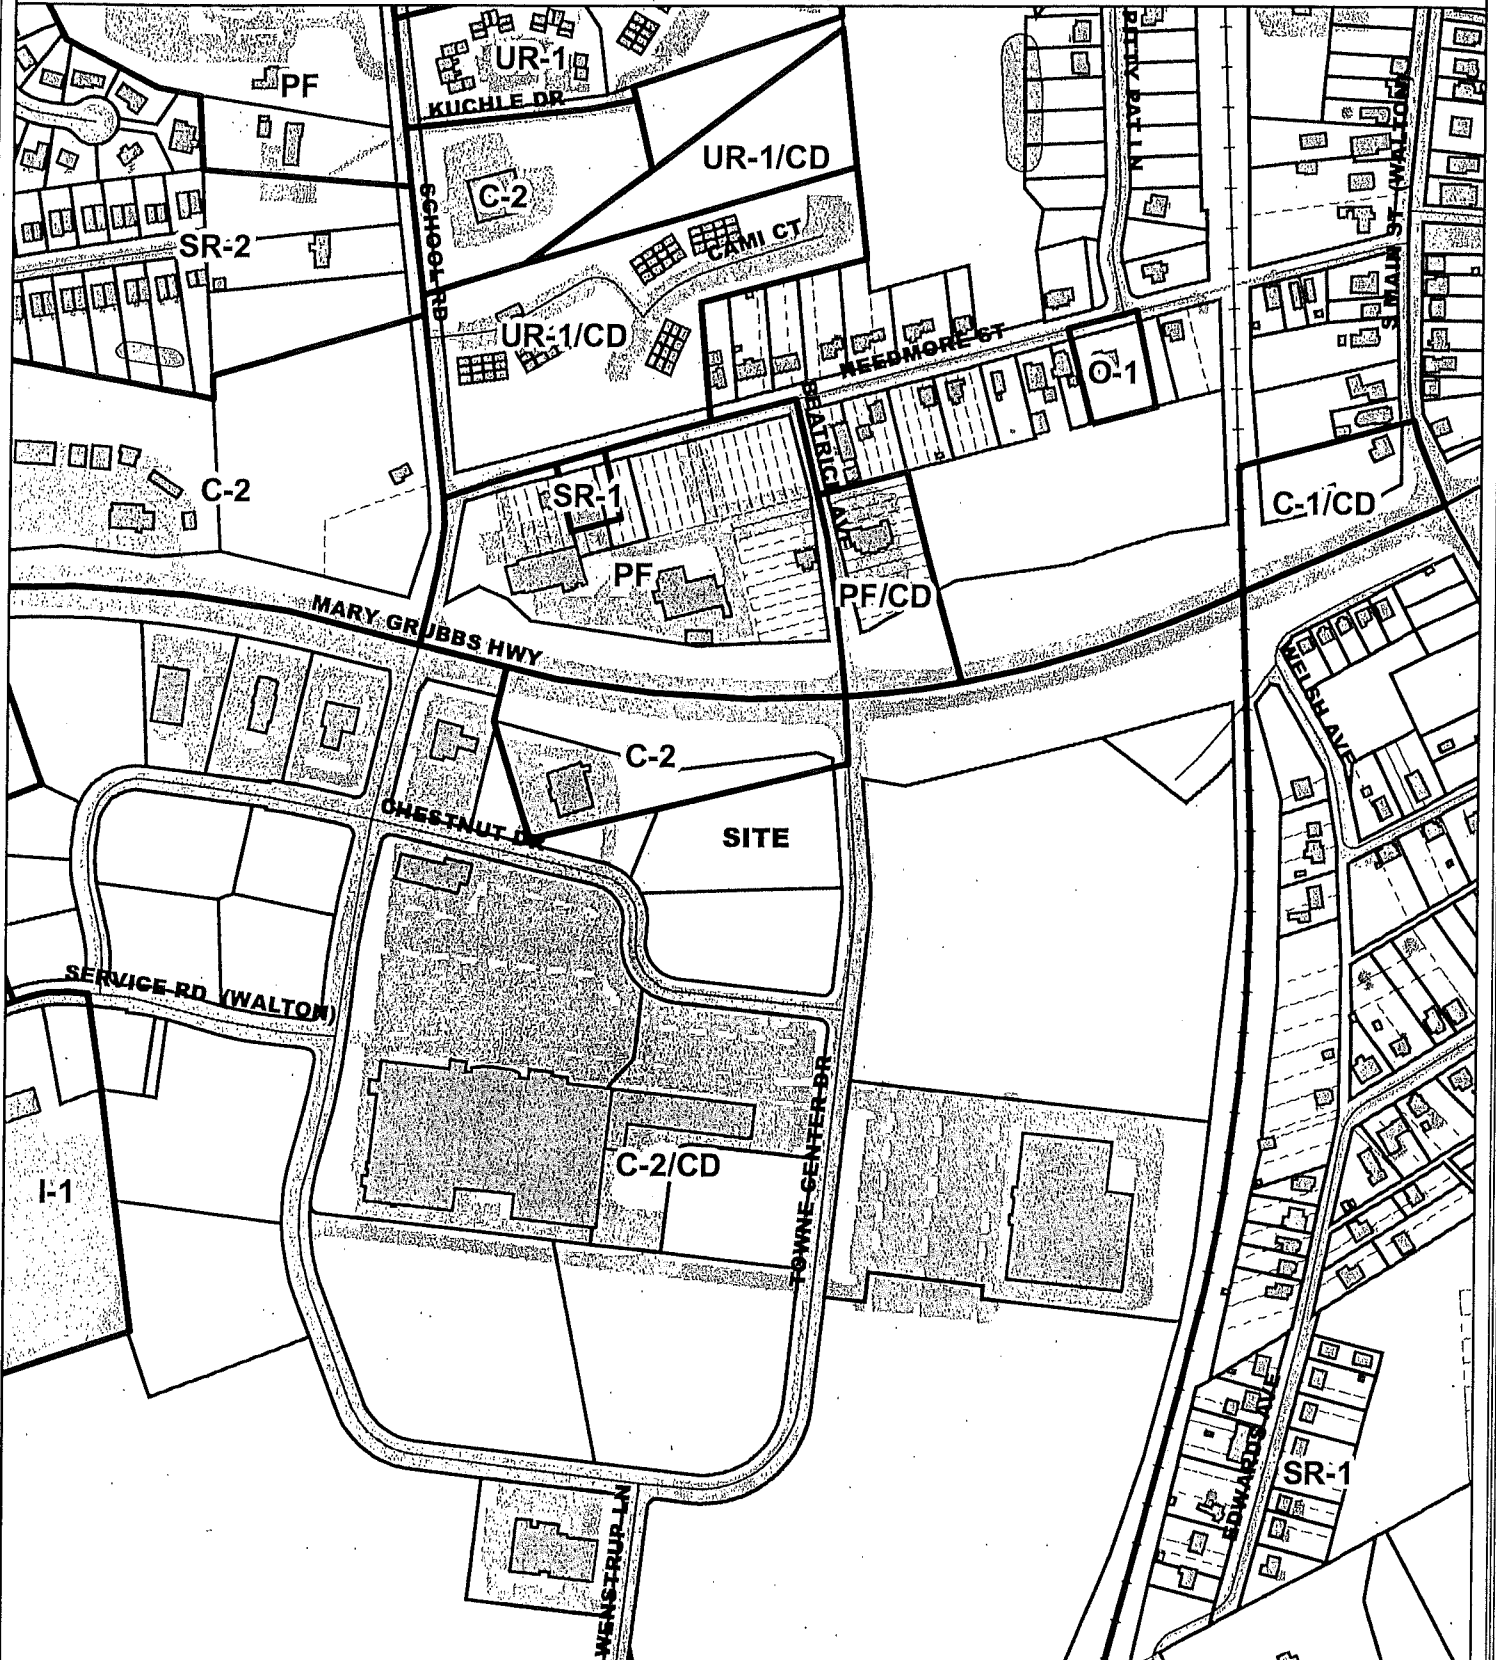 UR-1
PF
KUCHLE DR
UR-1/CD
C-2
SCHOOL RD
SR-2
CAMI CT
S MAIN ST (WALTON)
UR-1/CD
NEEDMORE ST
O-1
C-2
SR-1
AVE
C-1/CD
PF
PF/CD
MARY GRUBBS HWY
WELSH AVE
C-2
CHESTNUT DR
SITE
SERVICE RD (WALTON)
TOWNE CENTER DR
C-2/CD
I-1
EDWARDS AVE
SR-1
WENSTRUP LN